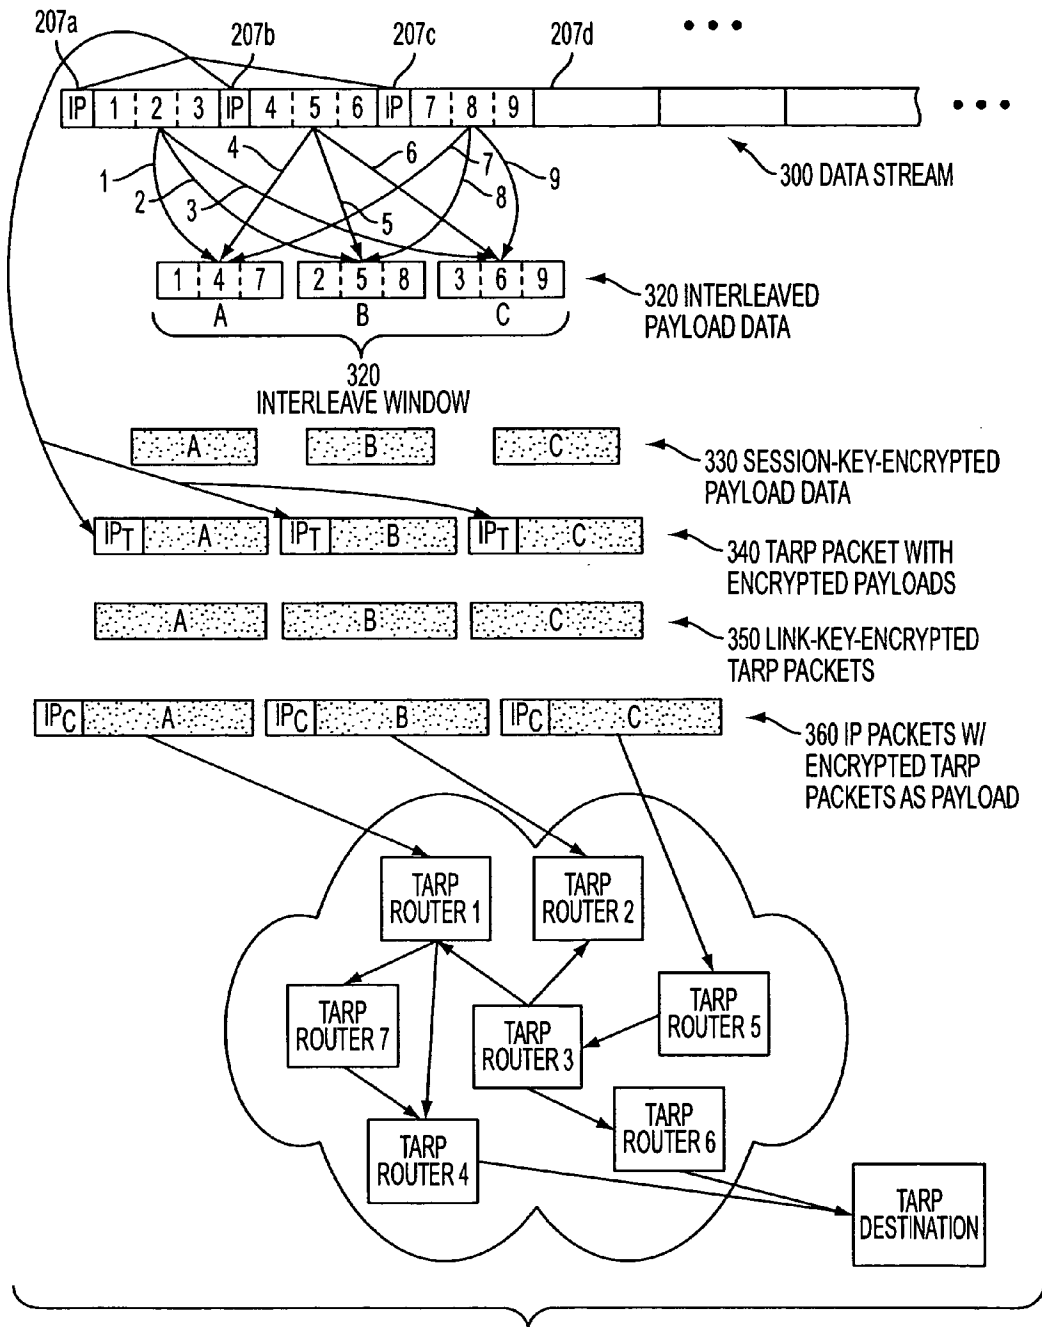 207a
207b
207c
207d
• • •
IP 1 2 3 IP 4 5 6 IP 7 8 9
• • •
300 DATA STREAM
1
2
3
4
5
6
7
8
9
1 4 7
2 5 8
3 6 9
A
B
C
320 INTERLEAVED
PAYLOAD DATA
320
INTERLEAVE WINDOW
A
B
C
330 SESSION-KEY-ENCRYPTED
PAYLOAD DATA
IPT A
IPT B
IPT C
340 TARP PACKET WITH
ENCRYPTED PAYLOADS
A
B
C
350 LINK-KEY-ENCRYPTED
TARP PACKETS
IPC A
IPC B
IPC C
360 IP PACKETS W/
ENCRYPTED TARP
PACKETS AS PAYLOAD
TARP
ROUTER 1
TARP
ROUTER 2
TARP
ROUTER 7
TARP
ROUTER 3
TARP
ROUTER 5
TARP
ROUTER 4
TARP
ROUTER 6
TARP
DESTINATION